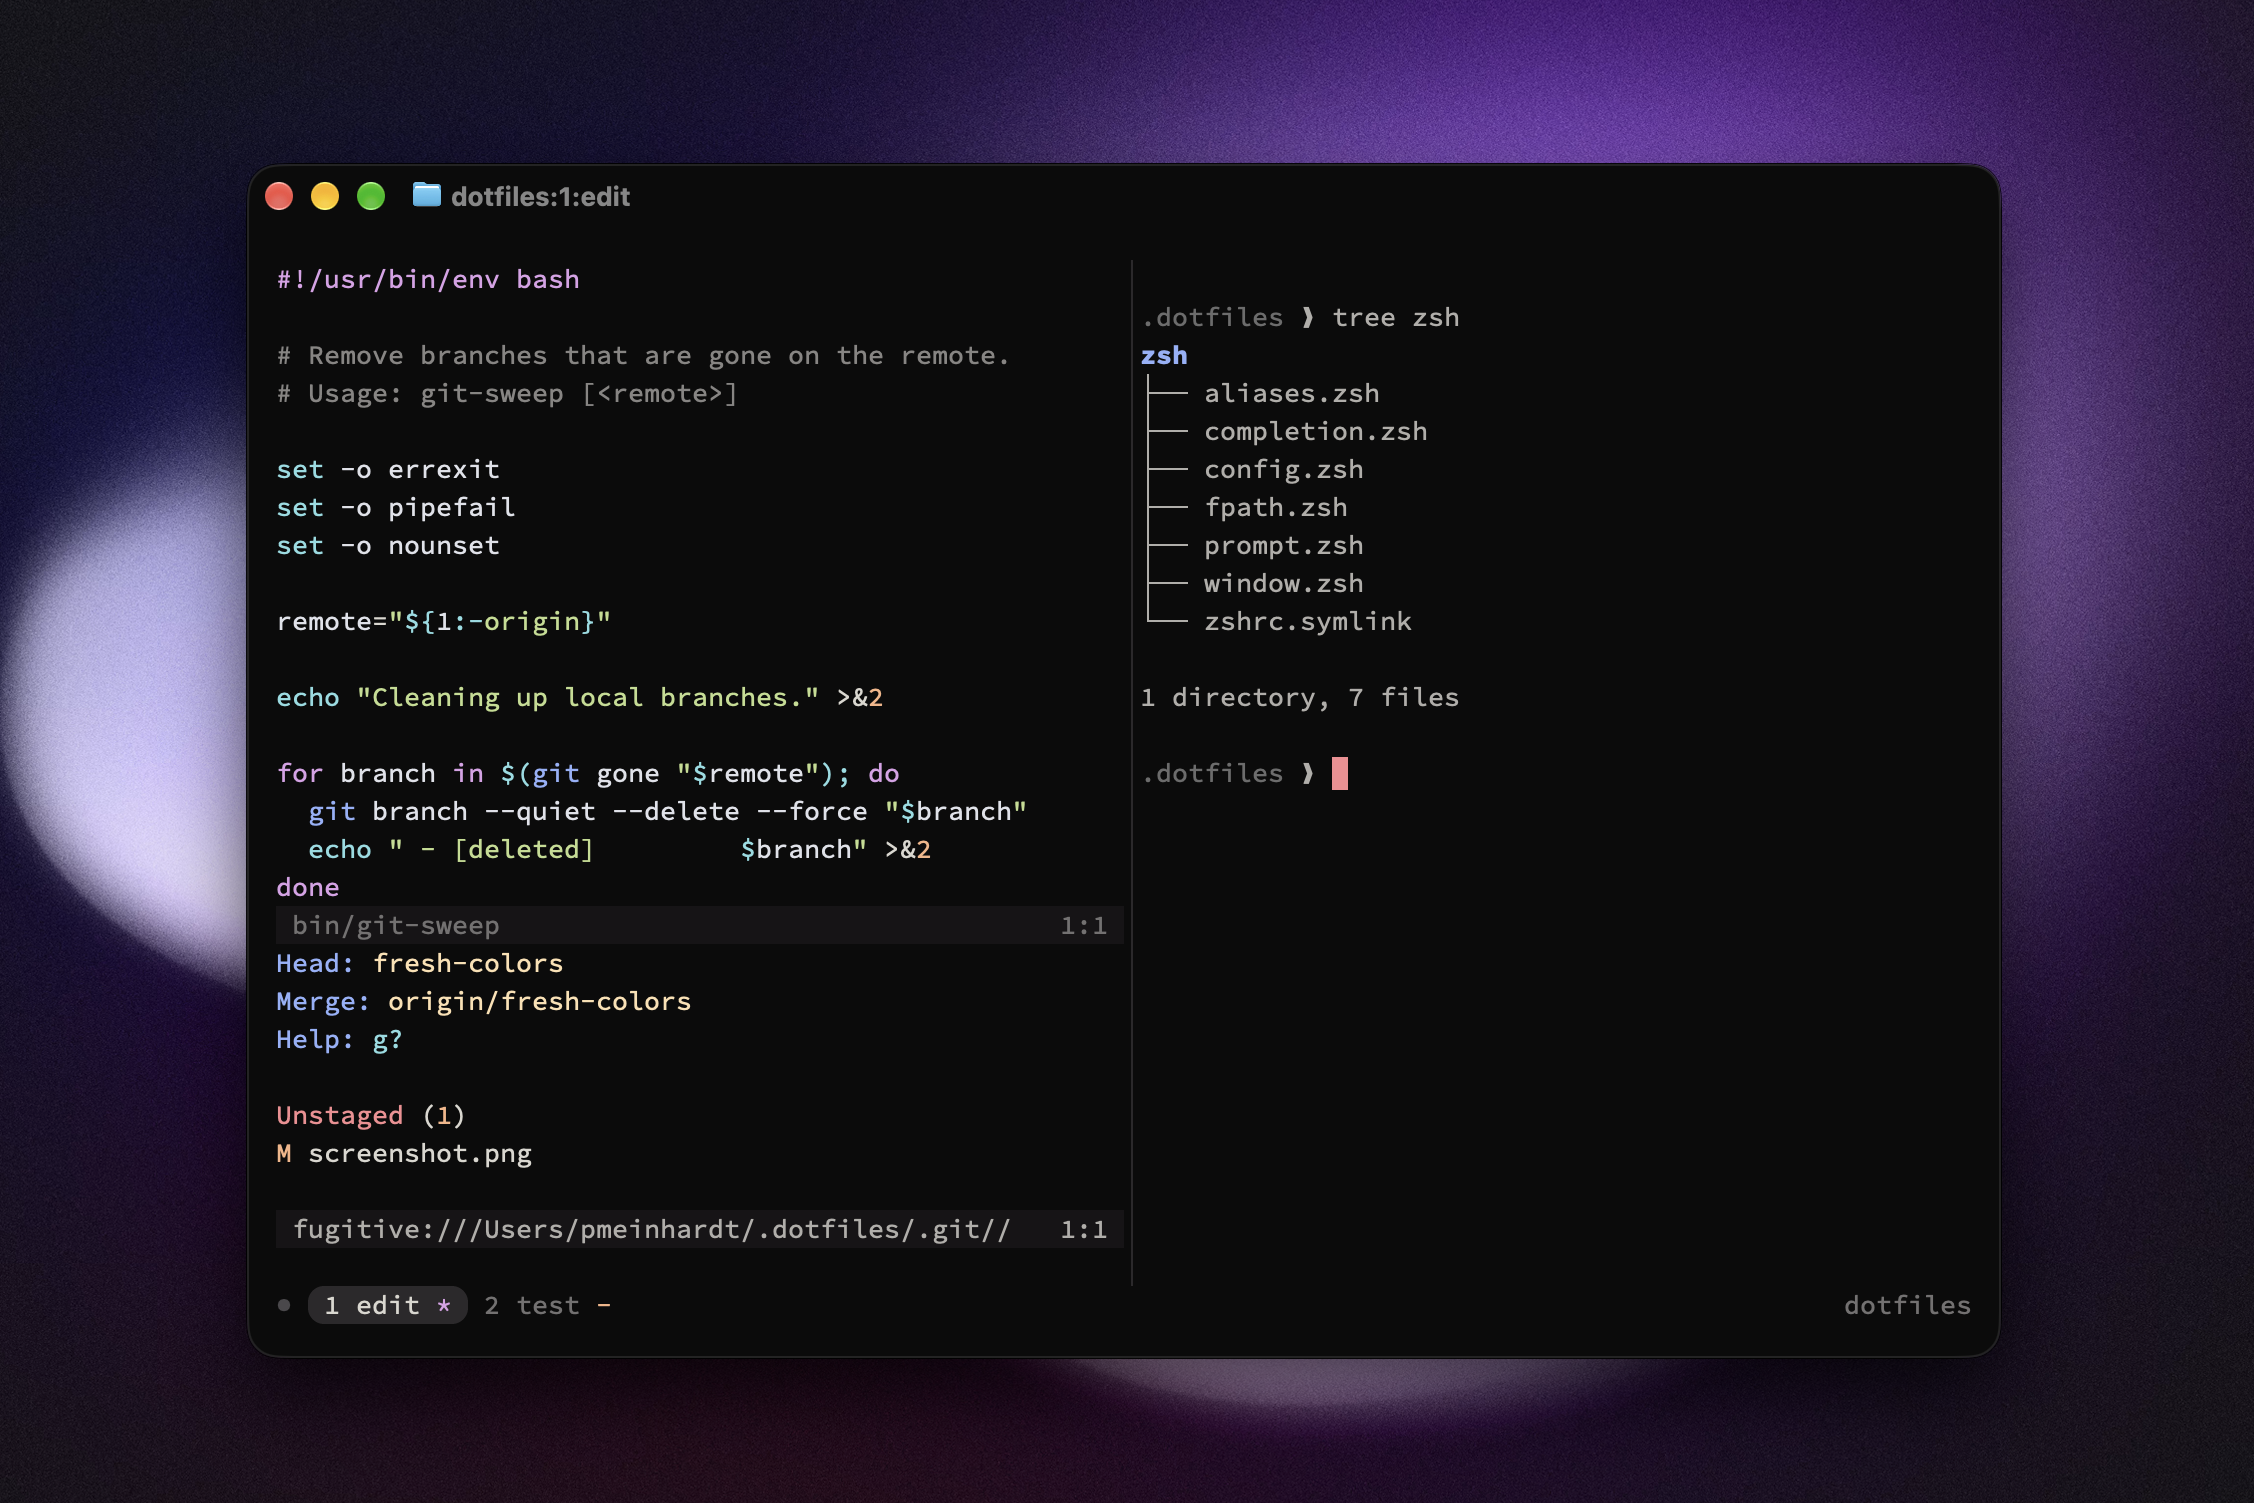 dotfiles:1:edit
#!/usr/bin/env bash
# Remove branches that are gone on the remote.
# Usage: git-sweep [<remote>]
set -o errexit
set -o pipefail
set -o nounset
remote="${1:-origin}"
echo "Cleaning up local branches." >&2
for branch in $(git gone "$remote"); do
  git branch --quiet --delete --force "$branch"
  echo " - [deleted]         $branch" >&2
done
bin/git-sweep 1:1
Head: fresh-colors
Merge: origin/fresh-colors
Help: g?
Unstaged (1)
M screenshot.png
fugitive:///Users/pmeinhardt/.dotfiles/.git// 1:1
.dotfiles ❱ tree zsh
zsh
├── aliases.zsh
├── completion.zsh
├── config.zsh
├── fpath.zsh
├── prompt.zsh
├── window.zsh
└── zshrc.symlink
1 directory, 7 files
.dotfiles ❱
● 1 edit * 2 test - dotfiles